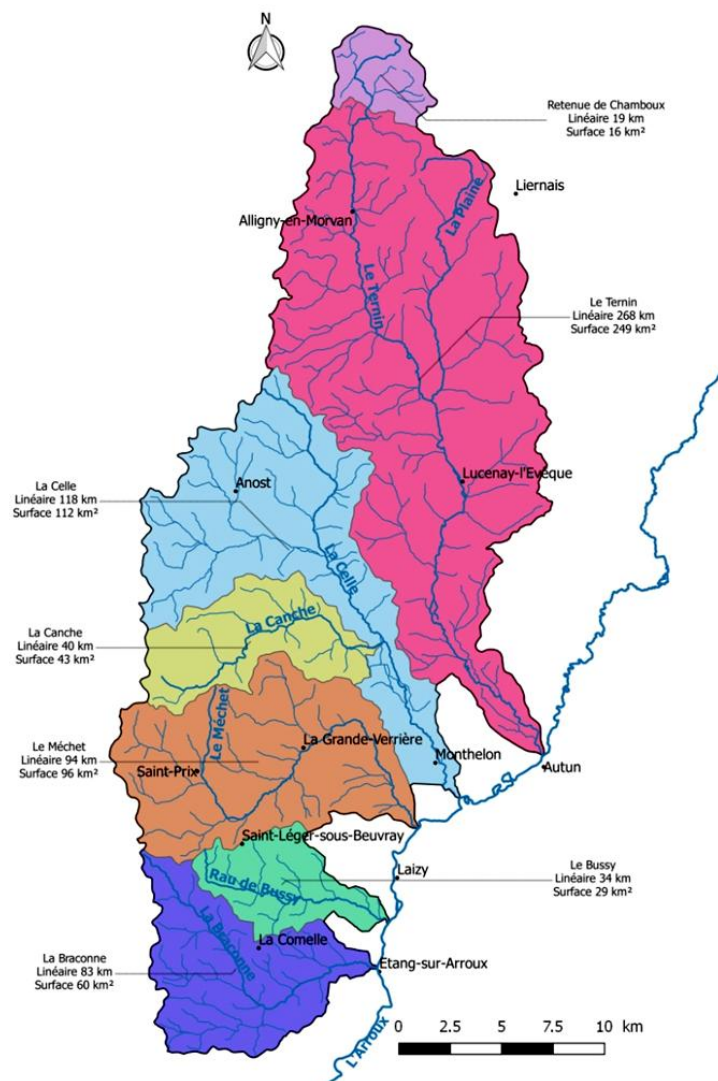 N
Retenue de Chamboux
Linéaire 19 km
Surface 16 km²
Liernais
La Plaine
Alligny-en-Morvan
Le Ternin
Le Ternin
Linéaire 268 km
Surface 249 km²
Lucenay-l'Evêque
La Celle
Linéaire 118 km
Surface 112 km²
Anost
La Celle
La Canche
La Canche
Linéaire 40 km
Surface 43 km²
Le Méchet
La Grande-Verrière
Le Méchet
Linéaire 94 km
Surface 96 km²
Saint-Prix
Monthelon
Autun
Saint-Léger-sous-Beuvray
Laizy
Le Bussy
Linéaire 34 km
Surface 29 km²
Rau de Bussy
La Braconne
La Comelle
La Braconne
Linéaire 83 km
Surface 60 km²
Etang-sur-Arroux
L'Arroux
0 2.5 5 7.5 10 km